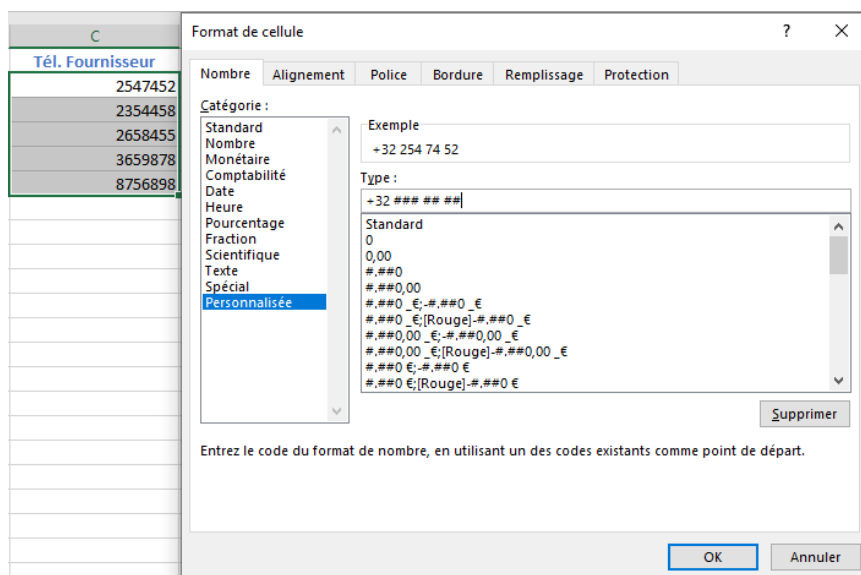 C
Tél. Fournisseur
2547452
2354458
2658455
3659878
8756898
Format de cellule
? ×
Nombre Alignement Police Bordure Remplissage Protection
Catégorie :
Standard
Nombre
Monétaire
Comptabilité
Date
Heure
Pourcentage
Fraction
Scientifique
Texte
Spécial
Personnalisée
Exemple
+32 254 74 52
Type :
+32 ### ## ##
Standard
0
0,00
#.##0
#.##0,00
#.##0 _€;-#.##0 _€
#.##0 _€;[Rouge]-#.##0 _€
#.##0,00 _€;-#.##0,00 _€
#.##0,00 _€;[Rouge]-#.##0,00 _€
#.##0 €;-#.##0 €
#.##0 €;[Rouge]-#.##0 €
Supprimer
Entrez le code du format de nombre, en utilisant un des codes existants comme point de départ.
OK Annuler